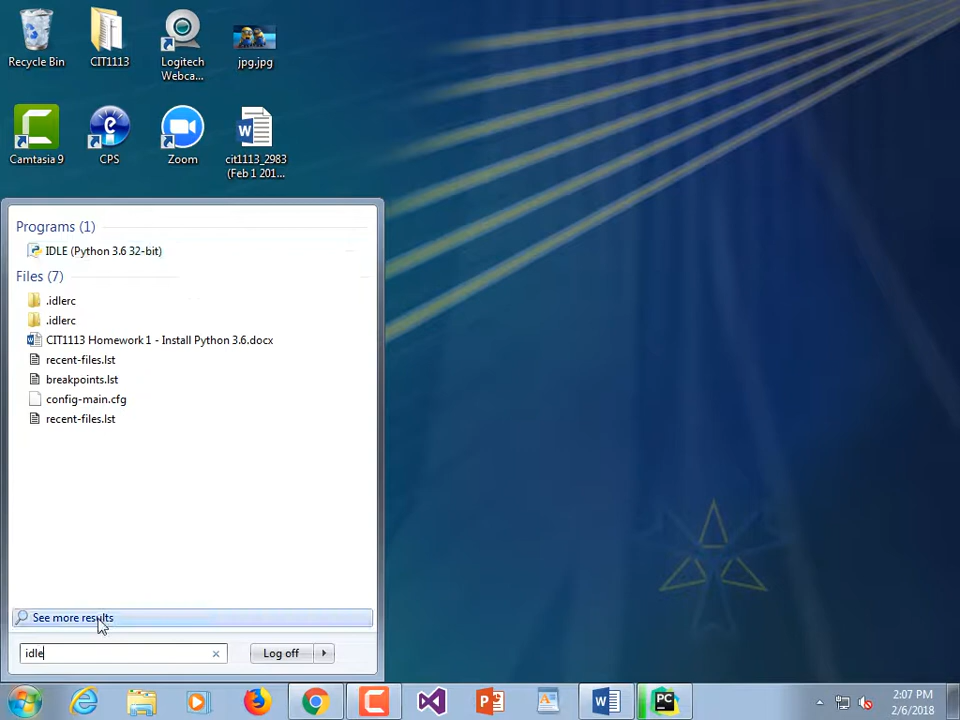 Recycle Bin
CIT1113
Logitech
Webca...
jpg.jpg
Camtasia 9
CPS
Zoom
cit1113_2983
(Feb 1 201...
Programs (1)
IDLE (Python 3.6 32-bit)
Files (7)
.idlerc
.idlerc
CIT1113 Homework 1 - Install Python 3.6.docx
recent-files.lst
breakpoints.lst
config-main.cfg
recent-files.lst
See more results
idle
Log off
2:07 PM
2/6/2018